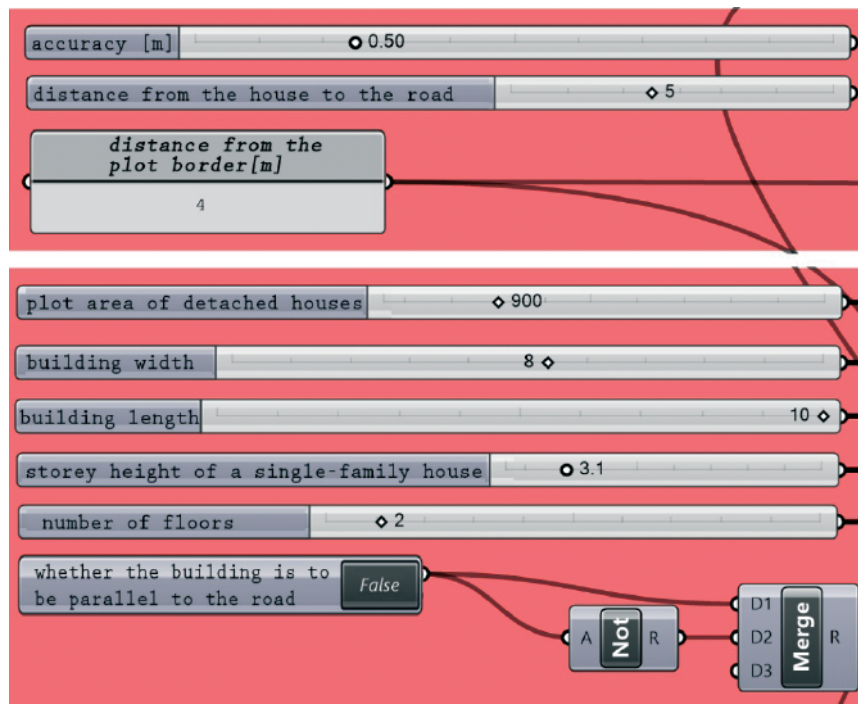 accuracy [m] 0.50
distance from the house to the road 5
distance from the
plot border[m]
4
plot area of detached houses 900
building width 8
building length 10
storey height of a single-family house 3.1
number of floors 2
whether the building is to
be parallel to the road
False
A Not R
D1
D2
D3
Merge
R